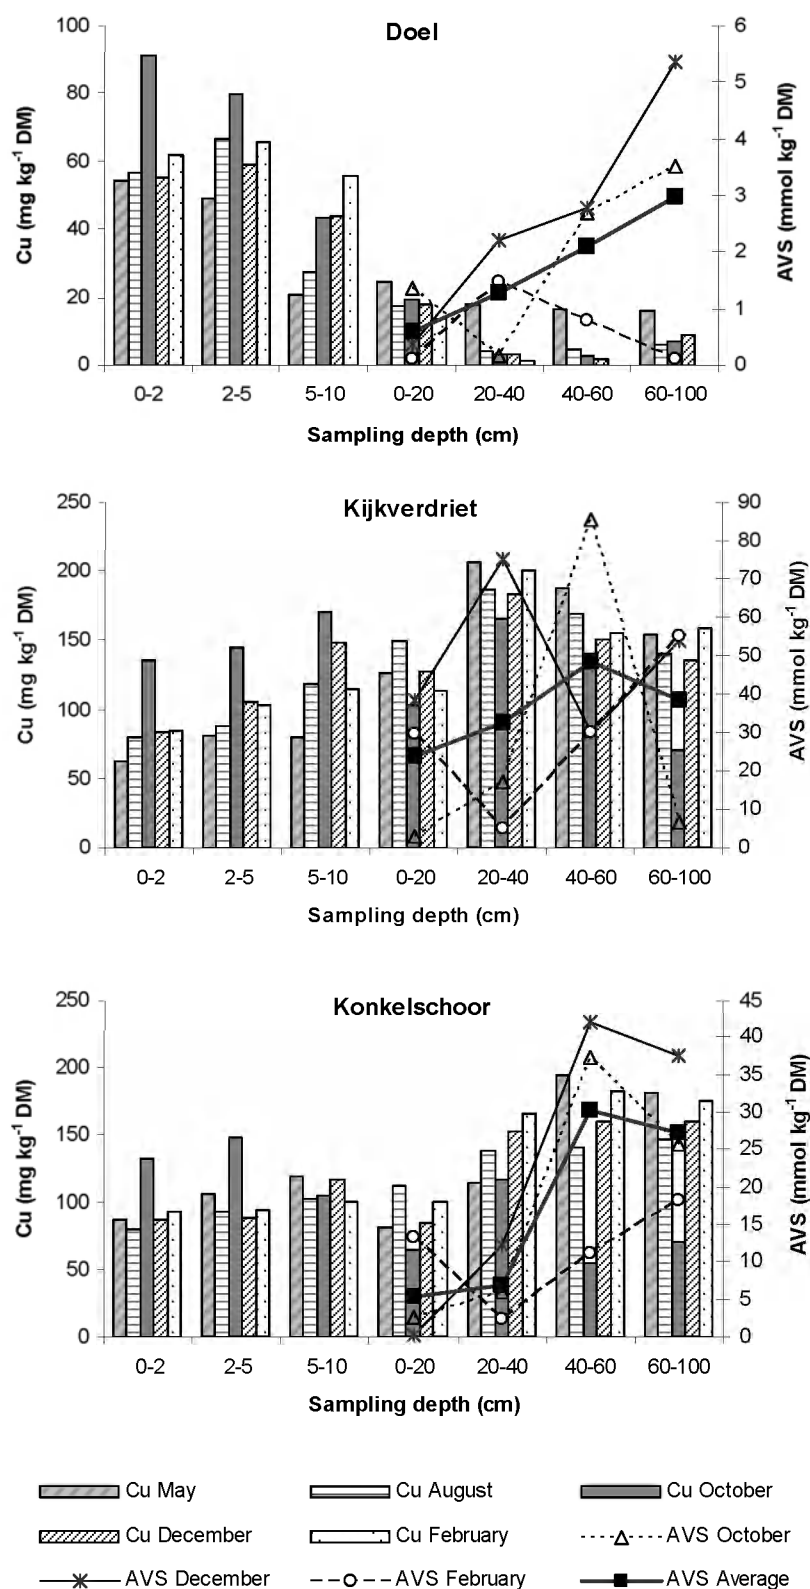 Doel
Cu (mg kg⁻¹ DM)
AVS (mmol kg⁻¹ DM)
100
80
60
40
20
0
6
5
4
3
2
1
0
0-2 2-5 5-10 0-20 20-40 40-60 60-100
Sampling depth (cm)
Kijkverdriet
Cu (mg kg⁻¹ DM)
AVS (mmol kg⁻¹ DM)
250
200
150
100
50
0
90
80
70
60
50
40
30
20
10
0
0-2 2-5 5-10 0-20 20-40 40-60 60-100
Sampling depth (cm)
Konkelschoor
Cu (mg kg⁻¹ DM)
AVS (mmol kg⁻¹ DM)
250
200
150
100
50
0
45
40
35
30
25
20
15
10
5
0
0-2 2-5 5-10 0-20 20-40 40-60 60-100
Sampling depth (cm)
Cu May Cu August Cu October
Cu December Cu February AVS October
AVS December AVS February AVS Average